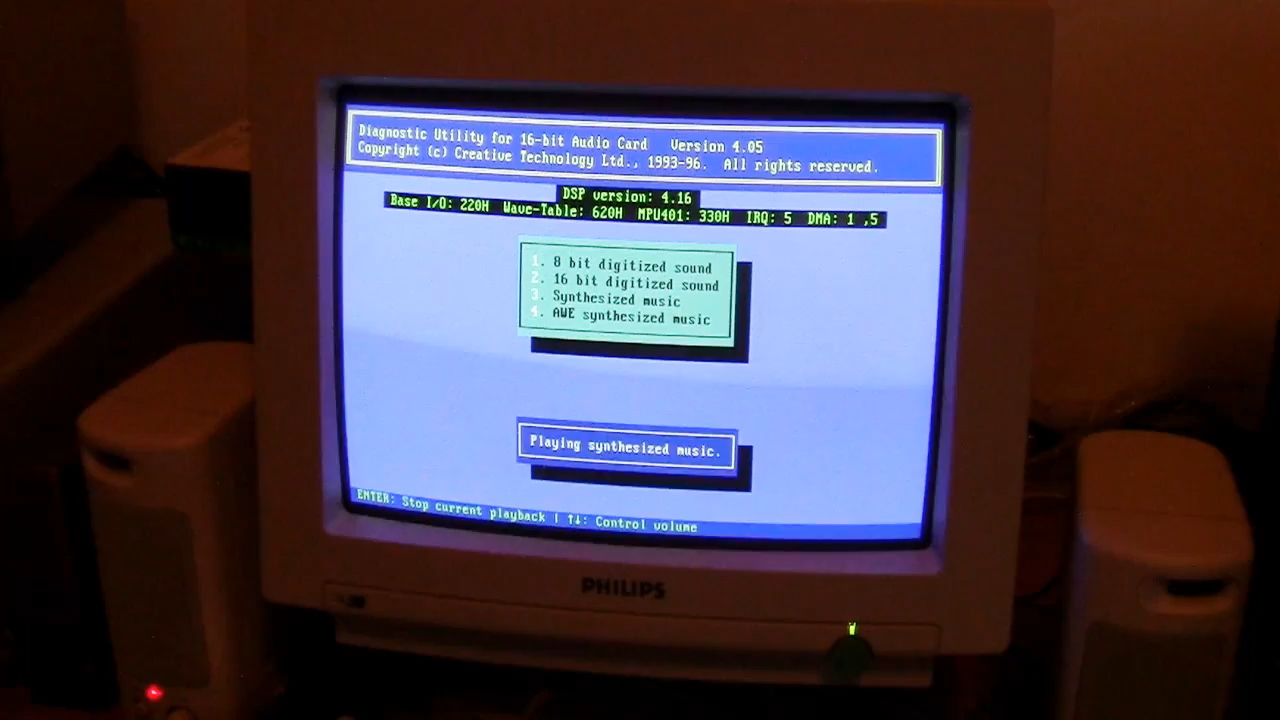 Diagnostic Utility for 16-bit Audio Card   Version 4.05
Copyright (c) Creative Technology Ltd., 1993-96.  All rights reserved.
DSP version: 4.16
Base I/O: 220H  Wave-Table: 620H  MPU401: 330H  IRQ: 5  DMA: 1 ,5
1. 8 bit digitized sound
2. 16 bit digitized sound
3. Synthesized music
4. AWE synthesized music
Playing synthesized music.
ENTER: Stop current playback | ↑↓: Control volume
PHILIPS